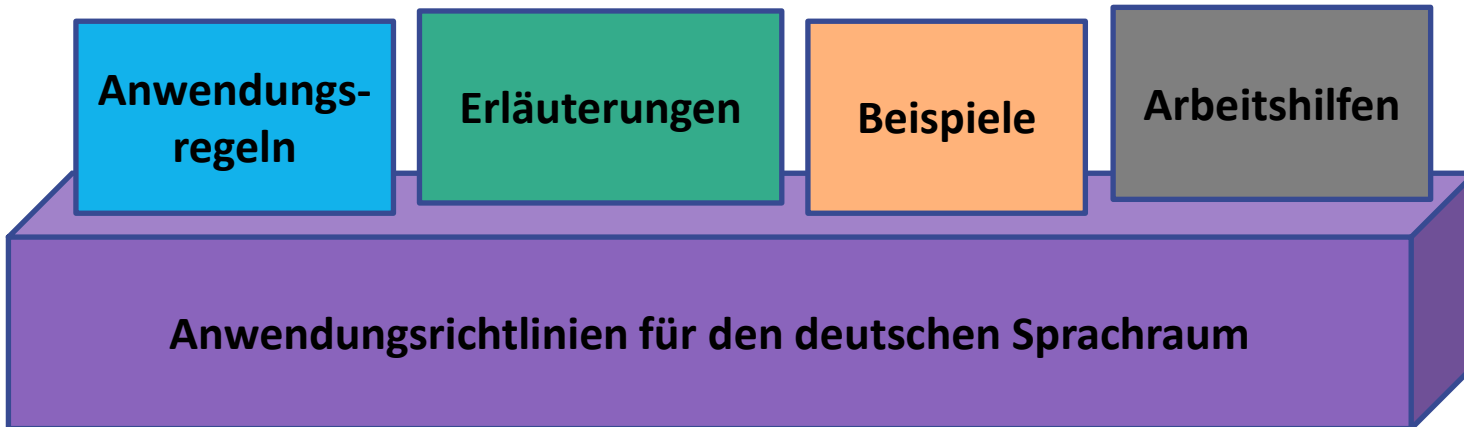 Anwendungs-
regeln
Erläuterungen
Beispiele
Arbeitshilfen
Anwendungsrichtlinien für den deutschen Sprachraum